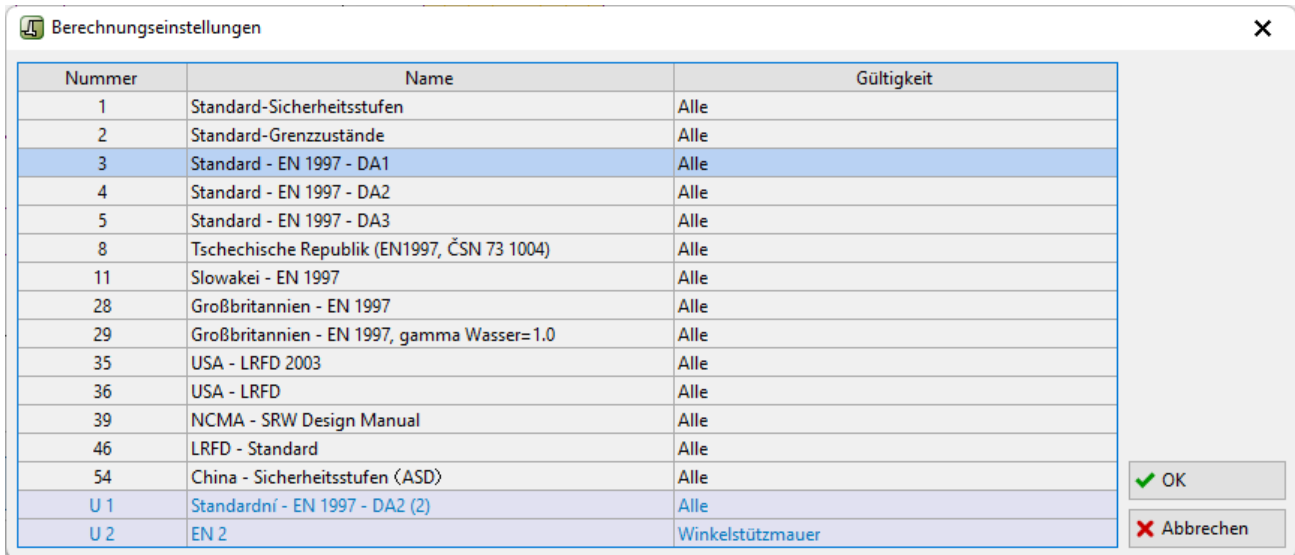 Berechnungseinstellungen
Nummer Name Gültigkeit
1 Standard-Sicherheitsstufen Alle
2 Standard-Grenzzustände Alle
3 Standard - EN 1997 - DA1 Alle
4 Standard - EN 1997 - DA2 Alle
5 Standard - EN 1997 - DA3 Alle
8 Tschechische Republik (EN1997, ČSN 73 1004) Alle
11 Slowakei - EN 1997 Alle
28 Großbritannien - EN 1997 Alle
29 Großbritannien - EN 1997, gamma Wasser=1.0 Alle
35 USA - LRFD 2003 Alle
36 USA - LRFD Alle
39 NCMA - SRW Design Manual Alle
46 LRFD - Standard Alle
54 China - Sicherheitsstufen（ASD） Alle
U 1 Standardní - EN 1997 - DA2 (2) Alle
U 2 EN 2 Winkelstützmauer
OK
Abbrechen